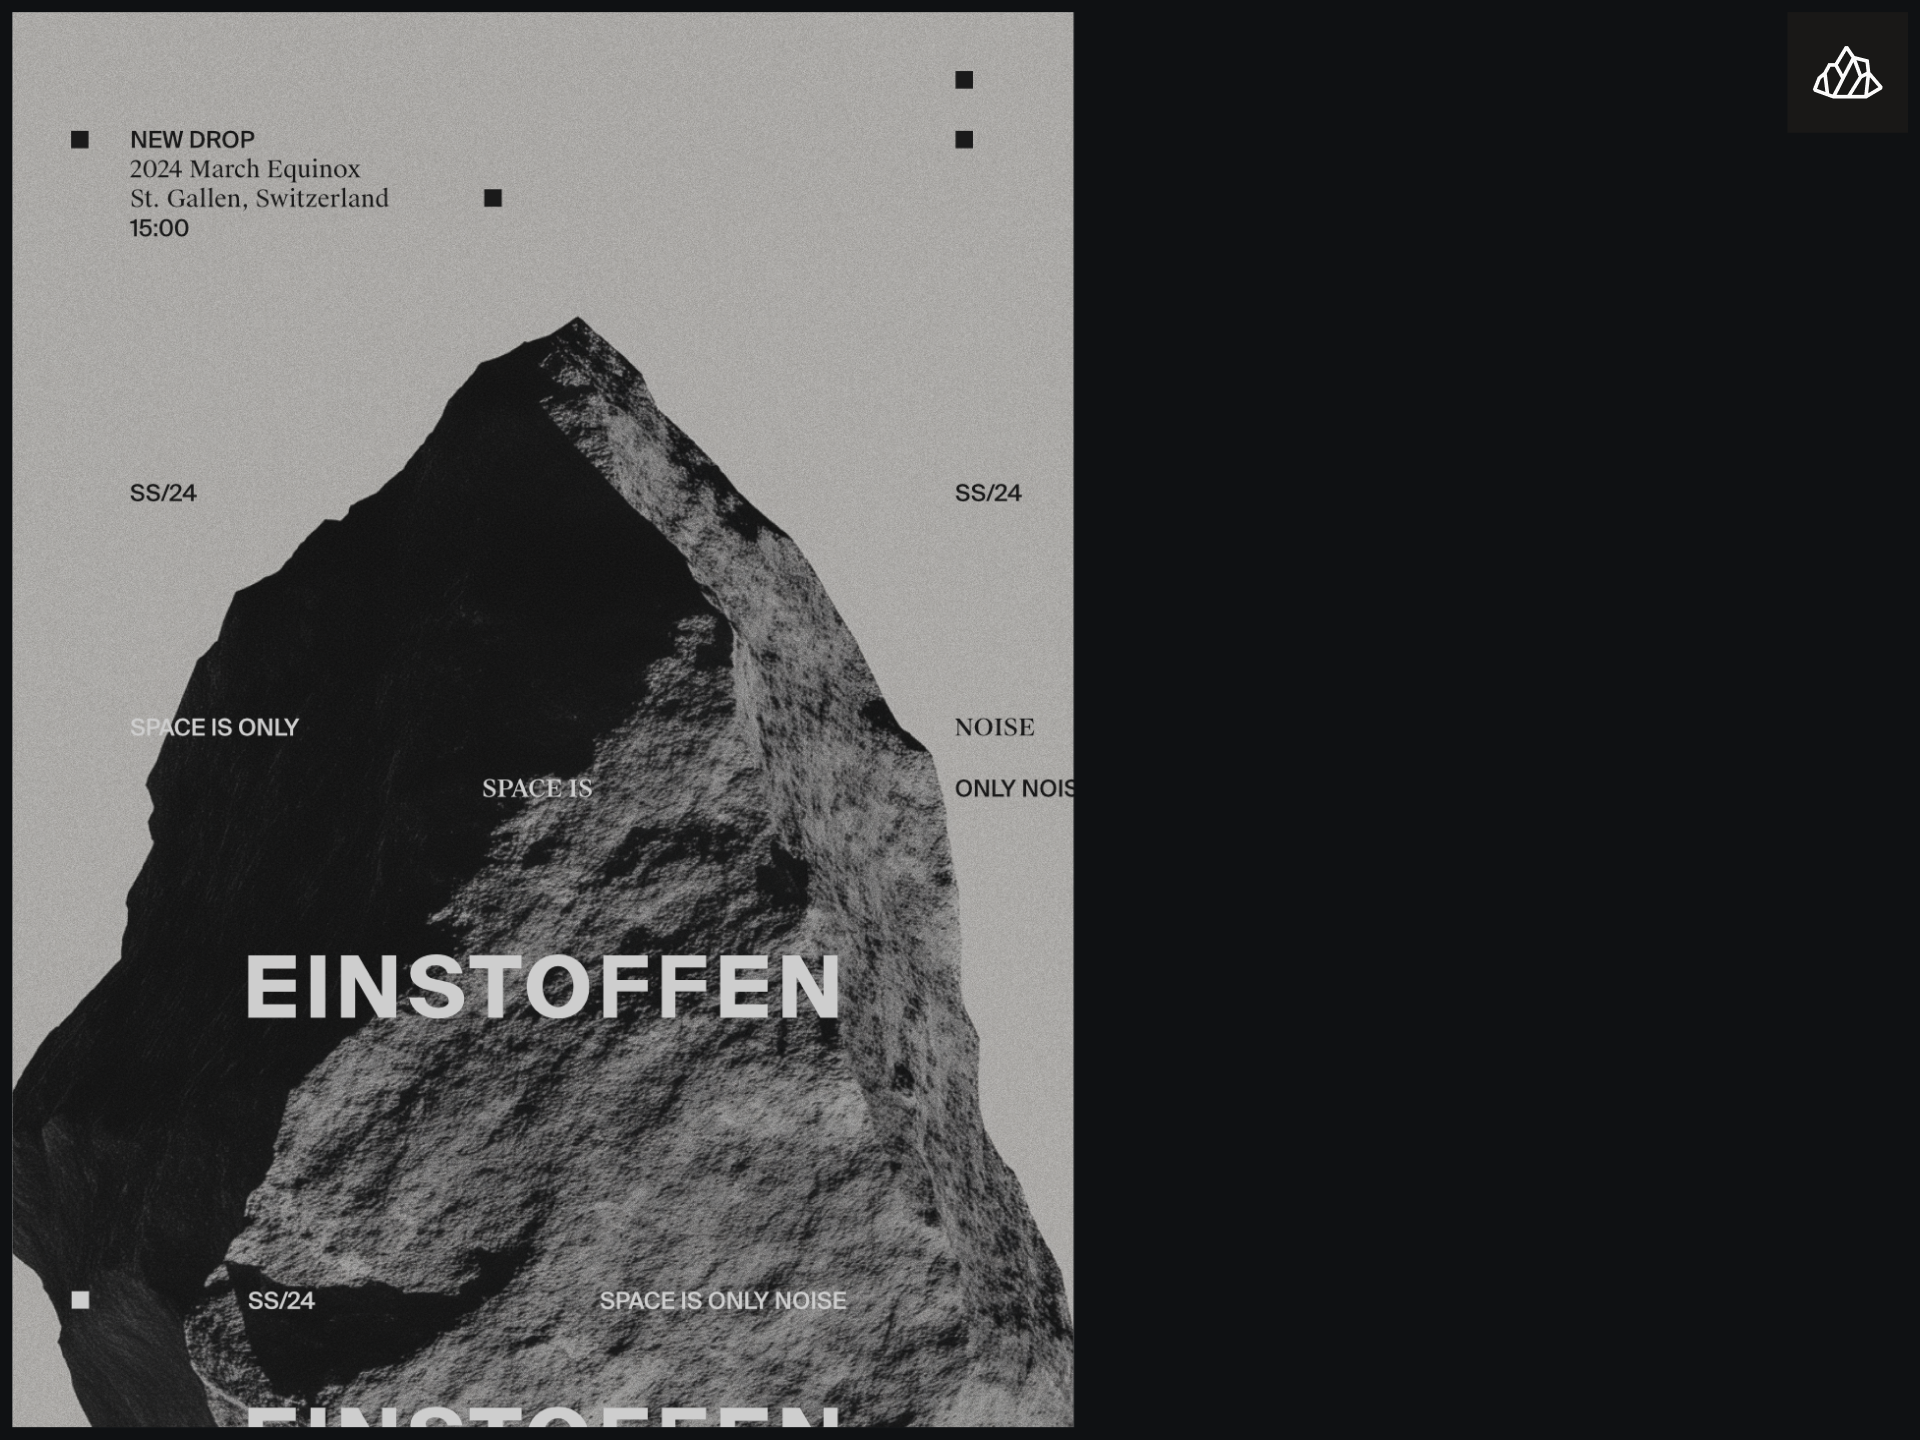 NEW DROP
2024 March Equinox
St. Gallen, Switzerland
15:00
SS/24 SS/24
SPACE IS ONLY NOISE
SPACE IS ONLY NOIS
EINSTOFFEN
SS/24 SPACE IS ONLY NOISE
EINSTOFFEN